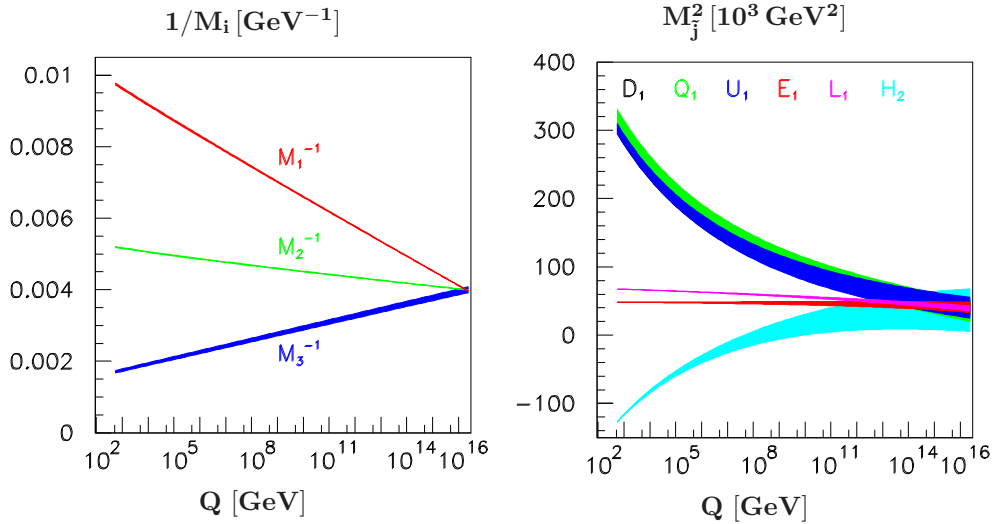 1/Mᵢ [GeV⁻¹]
0.01
0.008
0.006
0.004
0.002
0
M₁⁻¹
M₂⁻¹
M₃⁻¹
10² 10⁵ 10⁸ 10¹¹ 10¹⁴ 10¹⁶
Q [GeV]
M²_j̃ [10³ GeV²]
400
300
200
100
0
−100
D₁ Q₁ U₁ E₁ L₁ H₂
10² 10⁵ 10⁸ 10¹¹ 10¹⁴ 10¹⁶
Q [GeV]